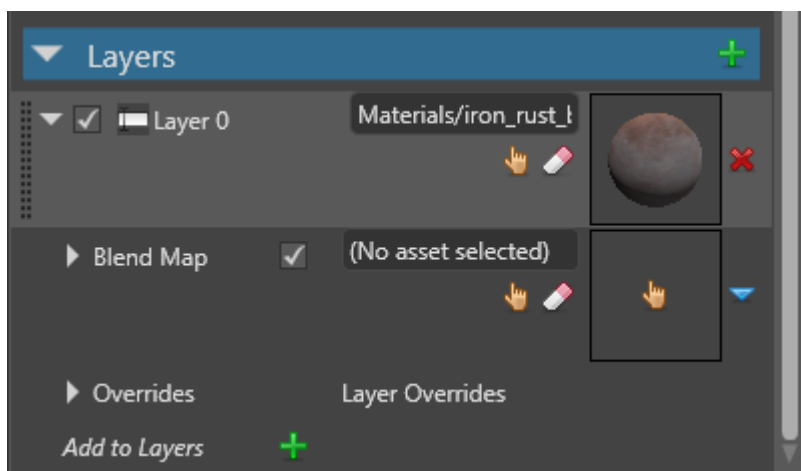 Layers
Layer 0
Materials/iron_rust_
Blend Map
(No asset selected)
Overrides
Layer Overrides
Add to Layers